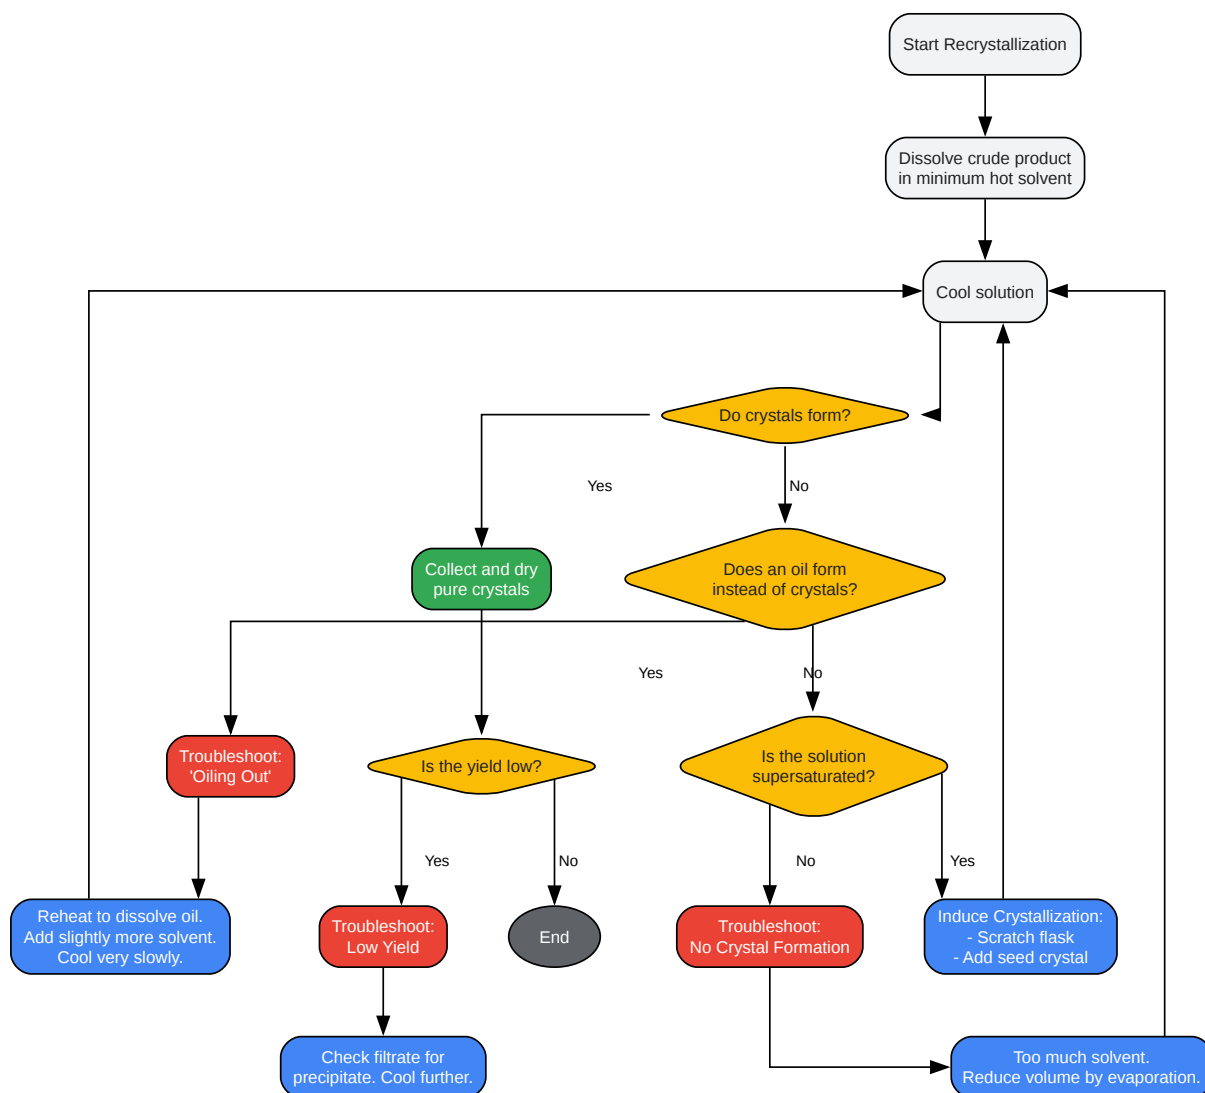 Start Recrystallization
Dissolve crude product
in minimum hot solvent
Cool solution
Do crystals form?
Yes
No
Collect and dry
pure crystals
Does an oil form
instead of crystals?
Yes
No
Troubleshoot:
'Oiling Out'
Is the yield low?
Is the solution
supersaturated?
Yes
No
No
Yes
Reheat to dissolve oil.
Add slightly more solvent.
Cool very slowly.
Troubleshoot:
Low Yield
End
Troubleshoot:
No Crystal Formation
Induce Crystallization:
- Scratch flask
- Add seed crystal
Check filtrate for
precipitate. Cool further.
Too much solvent.
Reduce volume by evaporation.